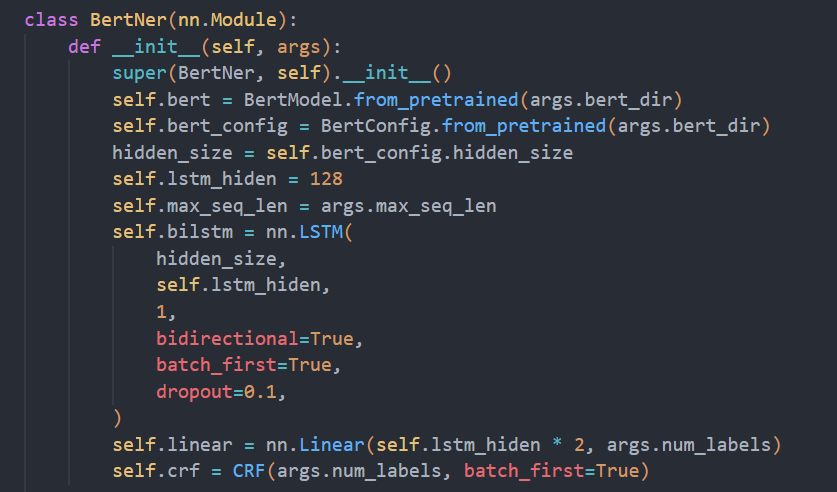 class BertNer(nn.Module):
    def __init__(self, args):
        super(BertNer, self).__init__()
        self.bert = BertModel.from_pretrained(args.bert_dir)
        self.bert_config = BertConfig.from_pretrained(args.bert_dir)
        hidden_size = self.bert_config.hidden_size
        self.lstm_hiden = 128
        self.max_seq_len = args.max_seq_len
        self.bilstm = nn.LSTM(
            hidden_size,
            self.lstm_hiden,
            1,
            bidirectional=True,
            batch_first=True,
            dropout=0.1,
        )
        self.linear = nn.Linear(self.lstm_hiden * 2, args.num_labels)
        self.crf = CRF(args.num_labels, batch_first=True)